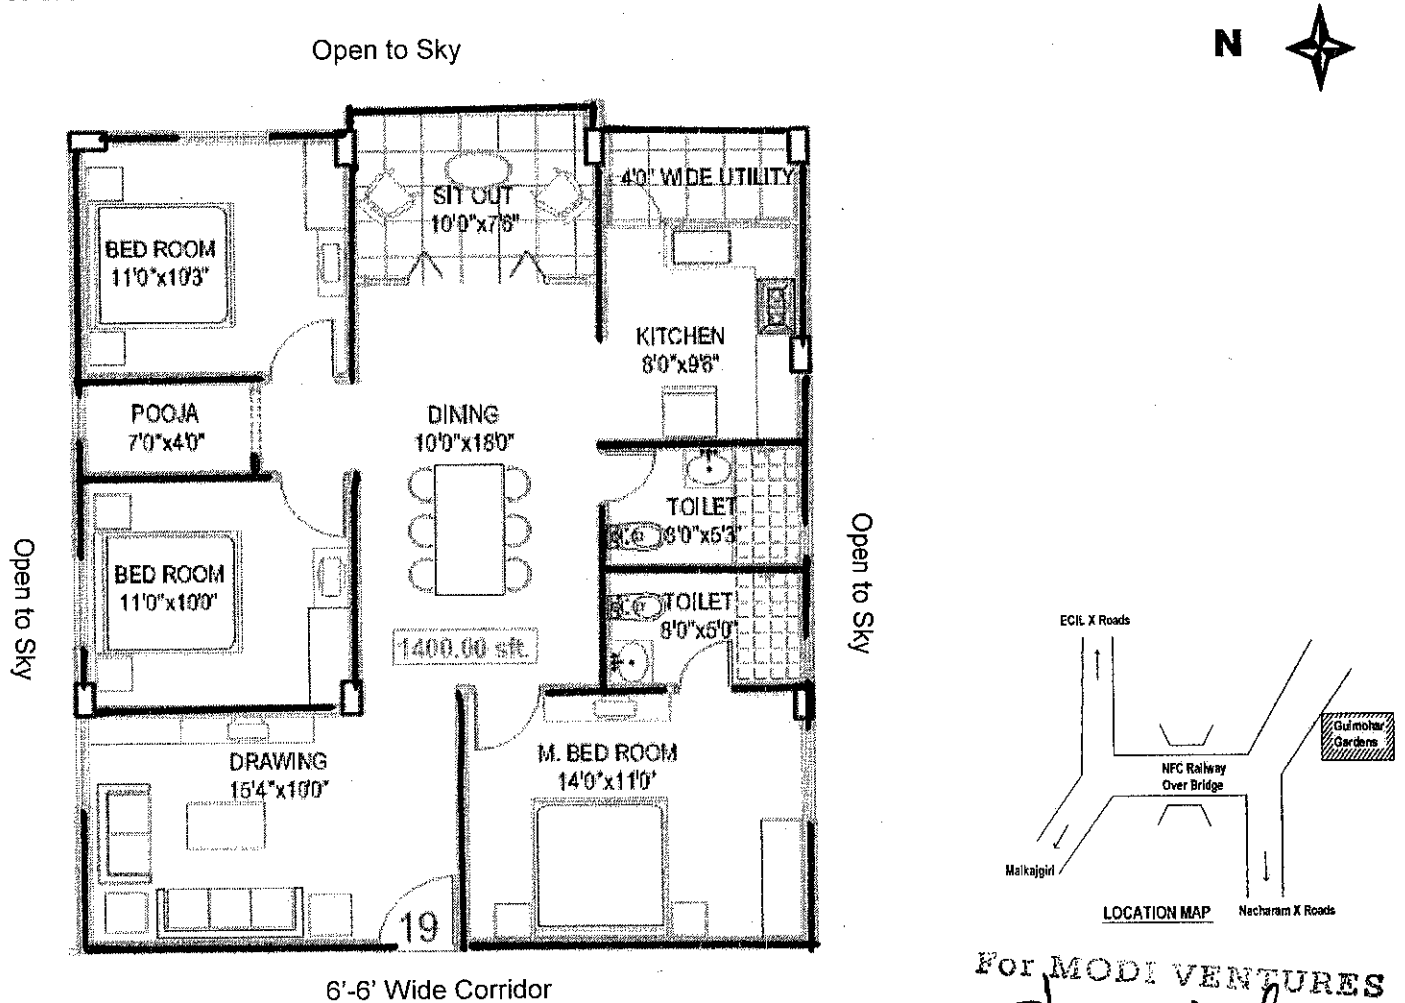 Open to Sky
N
4'0" WIDE UTILITY
SIT OUT
10'0"x7'6"
BED ROOM
11'0"x10'3"
KITCHEN
8'0"x9'6"
POOJA
7'0"x4'0"
DINING
10'0"x18'0"
TOILET
8'0"x5'3"
Open to Sky
Open to Sky
BED ROOM
11'0"x10'0"
TOILET
8'0"x5'0"
1400.00 sft.
DRAWING
15'4"x10'0"
M. BED ROOM
14'0"x11'0"
19
6'-6' Wide Corridor
ECIL X Roads
Gulmohar
Gardens
NFC Railway
Over Bridge
Malkajgiri
LOCATION MAP
Nacharam X Roads
For MODI VENTURES